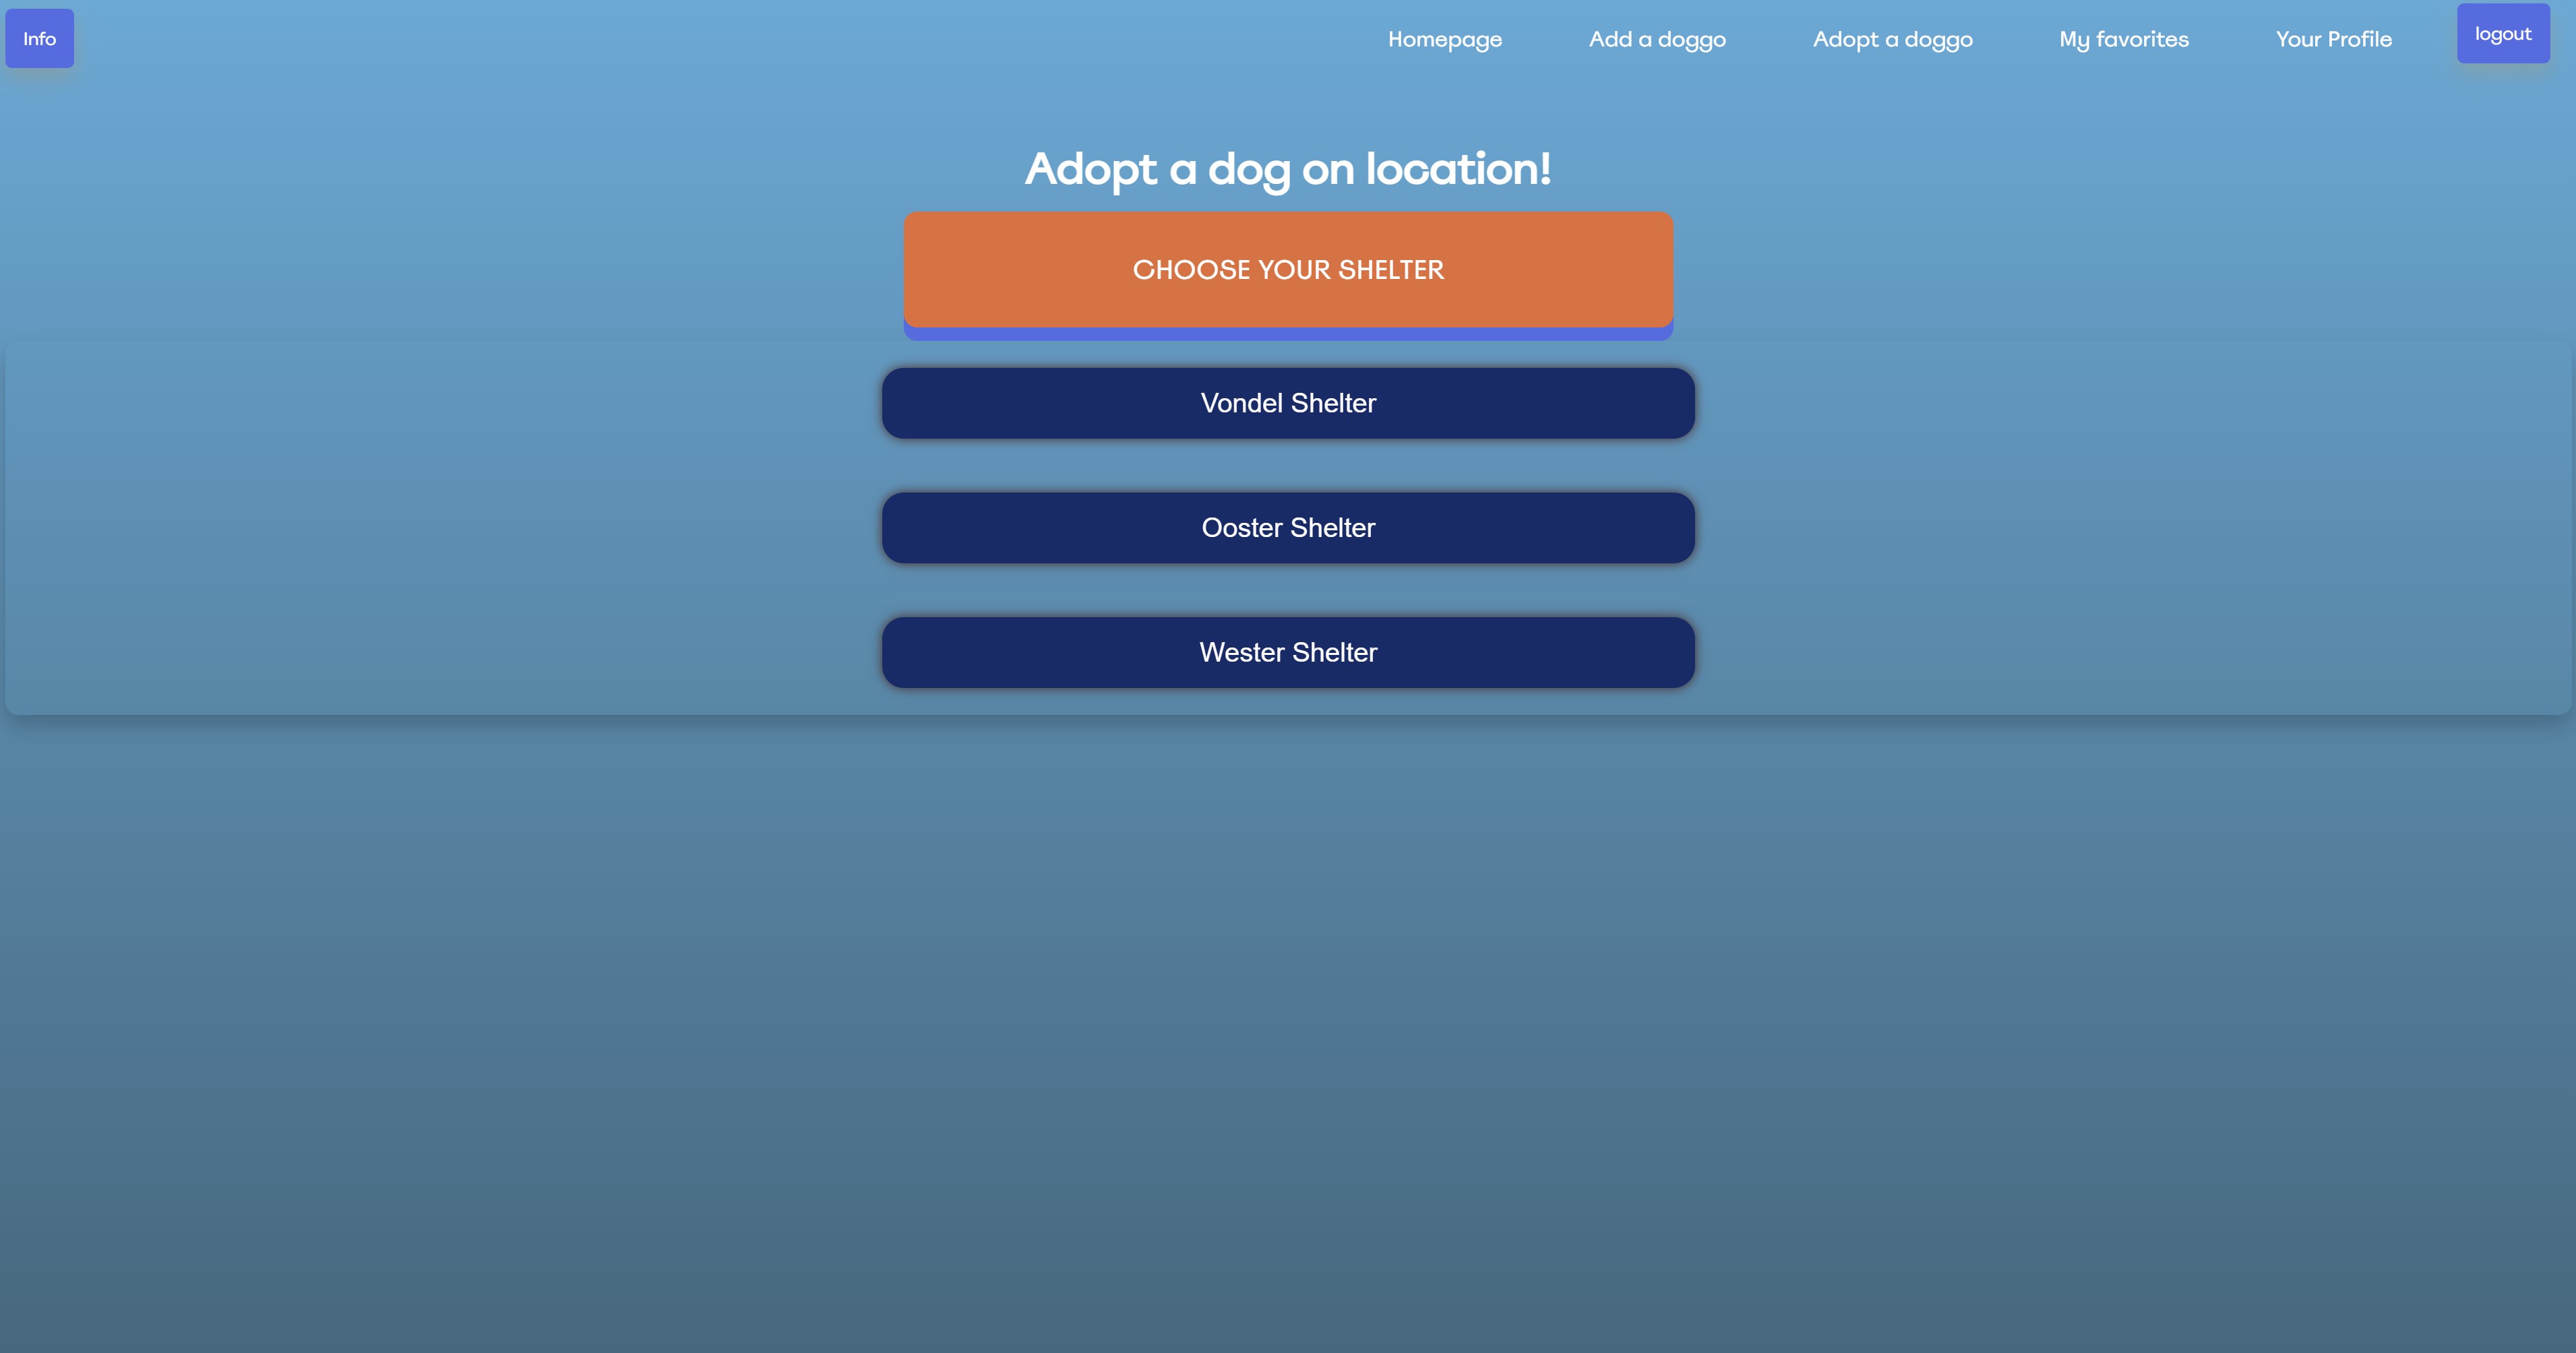 Info
Homepage
Add a doggo
Adopt a doggo
My favorites
Your Profile
logout
Adopt a dog on location!
CHOOSE YOUR SHELTER
Vondel Shelter
Ooster Shelter
Wester Shelter